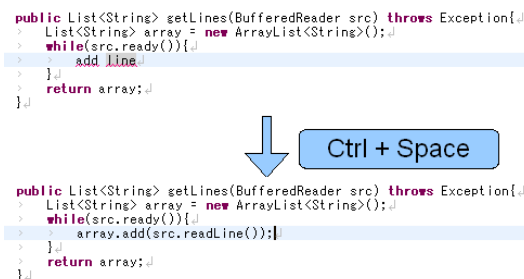 public List<String> getLines(BufferedReader src) throws Exception{
List<String> array = new ArrayList<String>();
while(src.ready()){
add line
}
return array;
}
Ctrl + Space
public List<String> getLines(BufferedReader src) throws Exception{
List<String> array = new ArrayList<String>();
while(src.ready()){
array.add(src.readLine());
}
return array;
}